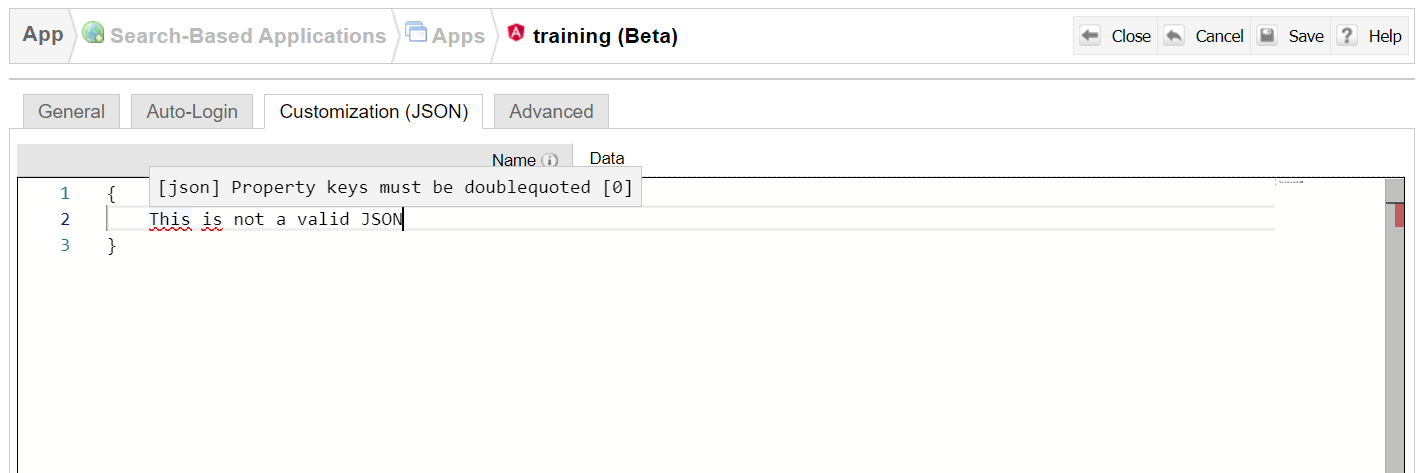 App Search-Based Applications Apps training (Beta) Close Cancel Save ? Help
General Auto-Login Customization (JSON) Advanced
Name i Data
[json] Property keys must be doublequoted [0]
1 {
2 This is not a valid JSON
3 }